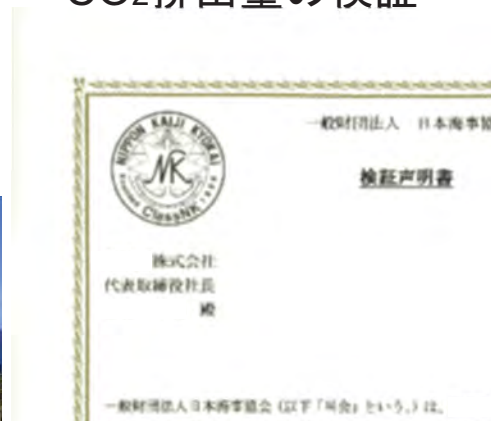 CO2排出量の検証
一般財団法人 日本海事協
NIPPON KAIJI KYOKAI
NK
ClassNK
検証声明書
株式会社
代表取締役社長
殿
一般財団法人日本海事協会（以下「本会」という。）は、